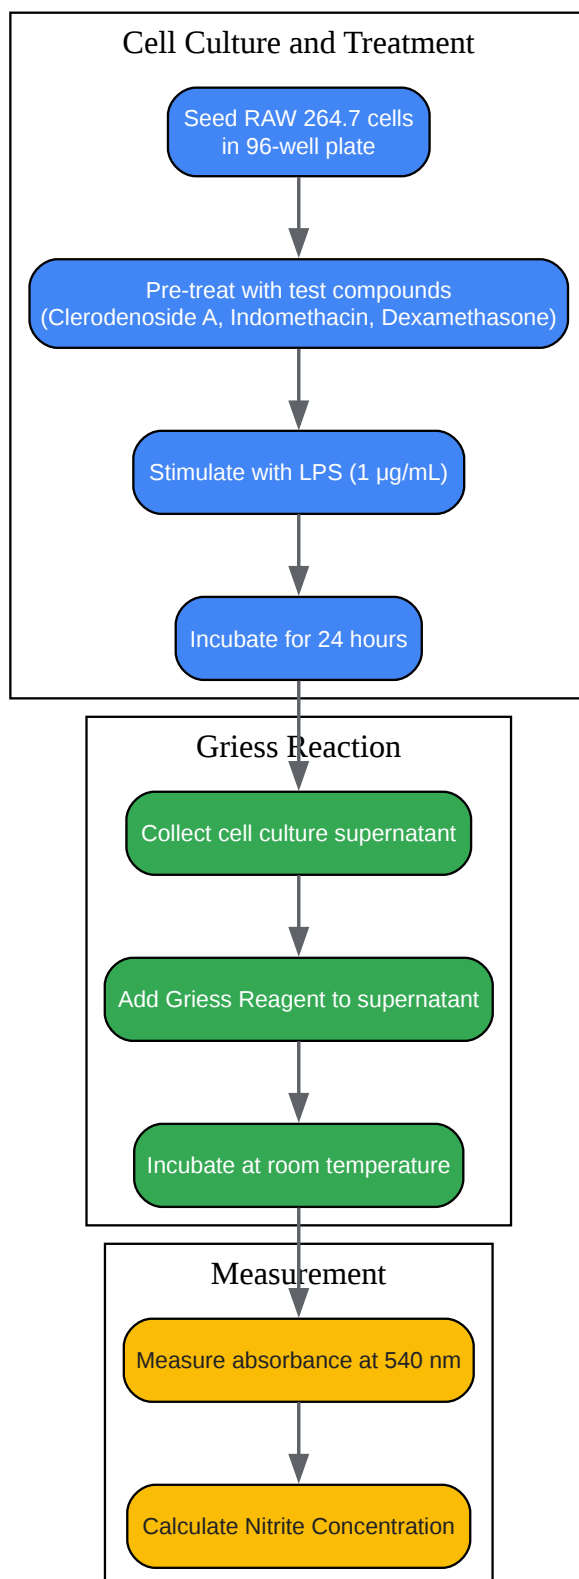 Cell Culture and Treatment
Seed RAW 264.7 cells
in 96-well plate
Pre-treat with test compounds
(Clerodenoside A, Indomethacin, Dexamethasone)
Stimulate with LPS (1 μg/mL)
Incubate for 24 hours
Griess Reaction
Collect cell culture supernatant
Add Griess Reagent to supernatant
Incubate at room temperature
Measurement
Measure absorbance at 540 nm
Calculate Nitrite Concentration